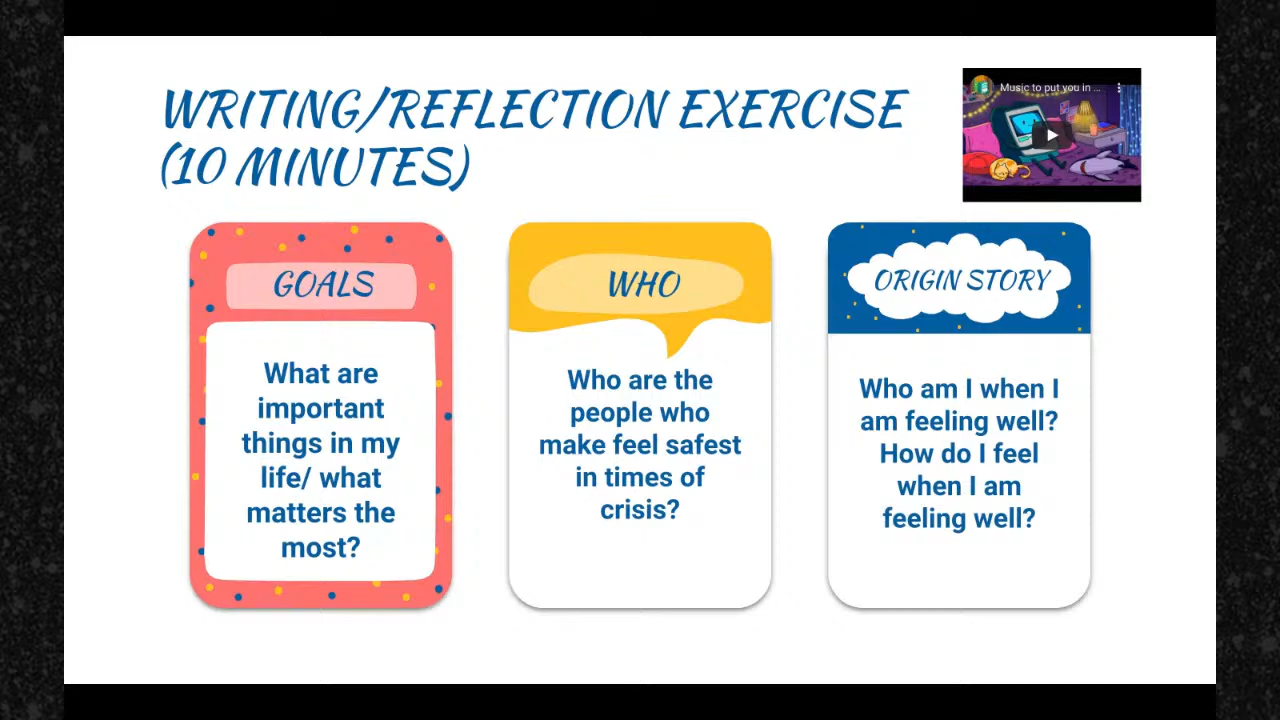 WRITING/REFLECTION EXERCISE
(10 MINUTES)
Music to put you in ...
GOALS
What are
important
things in my
life/ what
matters the
most?
WHO
Who are the
people who
make feel safest
in times of
crisis?
ORIGIN STORY
Who am I when I
am feeling well?
How do I feel
when I am
feeling well?